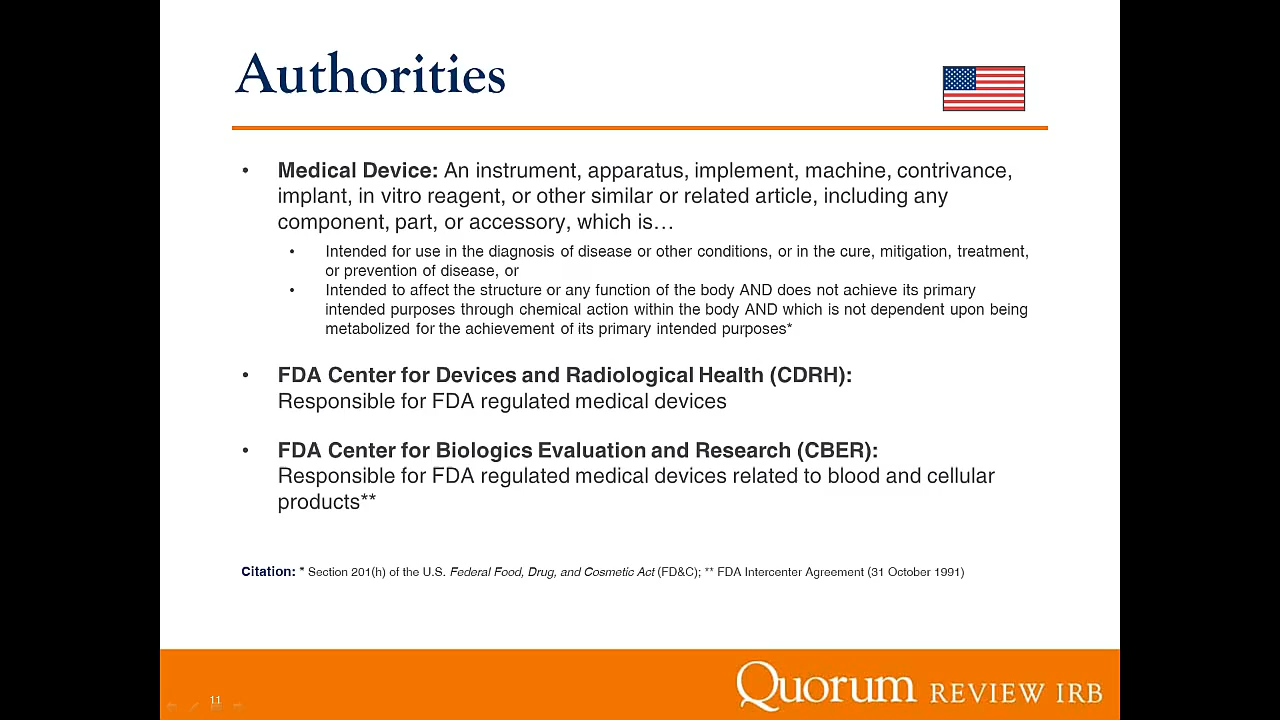 Authorities
• Medical Device: An instrument, apparatus, implement, machine, contrivance,
implant, in vitro reagent, or other similar or related article, including any
component, part, or accessory, which is…
• Intended for use in the diagnosis of disease or other conditions, or in the cure, mitigation, treatment,
or prevention of disease, or
• Intended to affect the structure or any function of the body AND does not achieve its primary
intended purposes through chemical action within the body AND which is not dependent upon being
metabolized for the achievement of its primary intended purposes*
• FDA Center for Devices and Radiological Health (CDRH):
Responsible for FDA regulated medical devices
• FDA Center for Biologics Evaluation and Research (CBER):
Responsible for FDA regulated medical devices related to blood and cellular
products**
Citation: * Section 201(h) of the U.S. Federal Food, Drug, and Cosmetic Act (FD&C); ** FDA Intercenter Agreement (31 October 1991)
11
Quorum REVIEW IRB